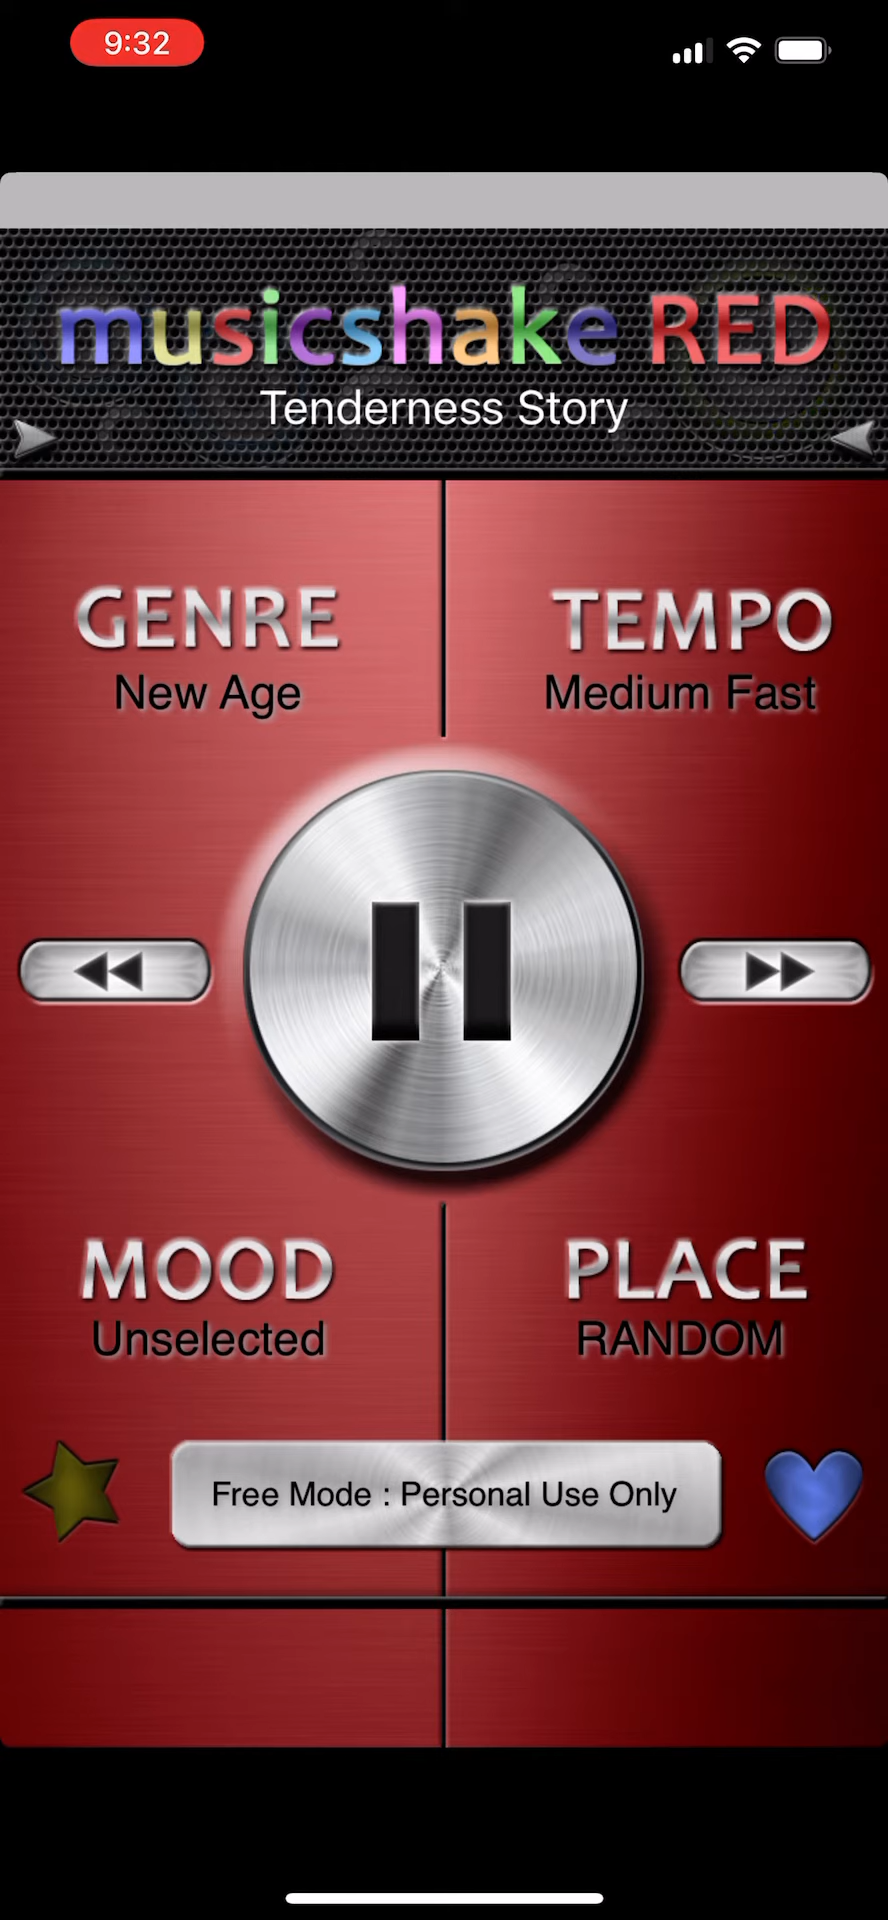 9:32
musicshake RED
Tenderness Story
GENRE
New Age
TEMPO
Medium Fast
MOOD
Unselected
PLACE
RANDOM
Free Mode : Personal Use Only